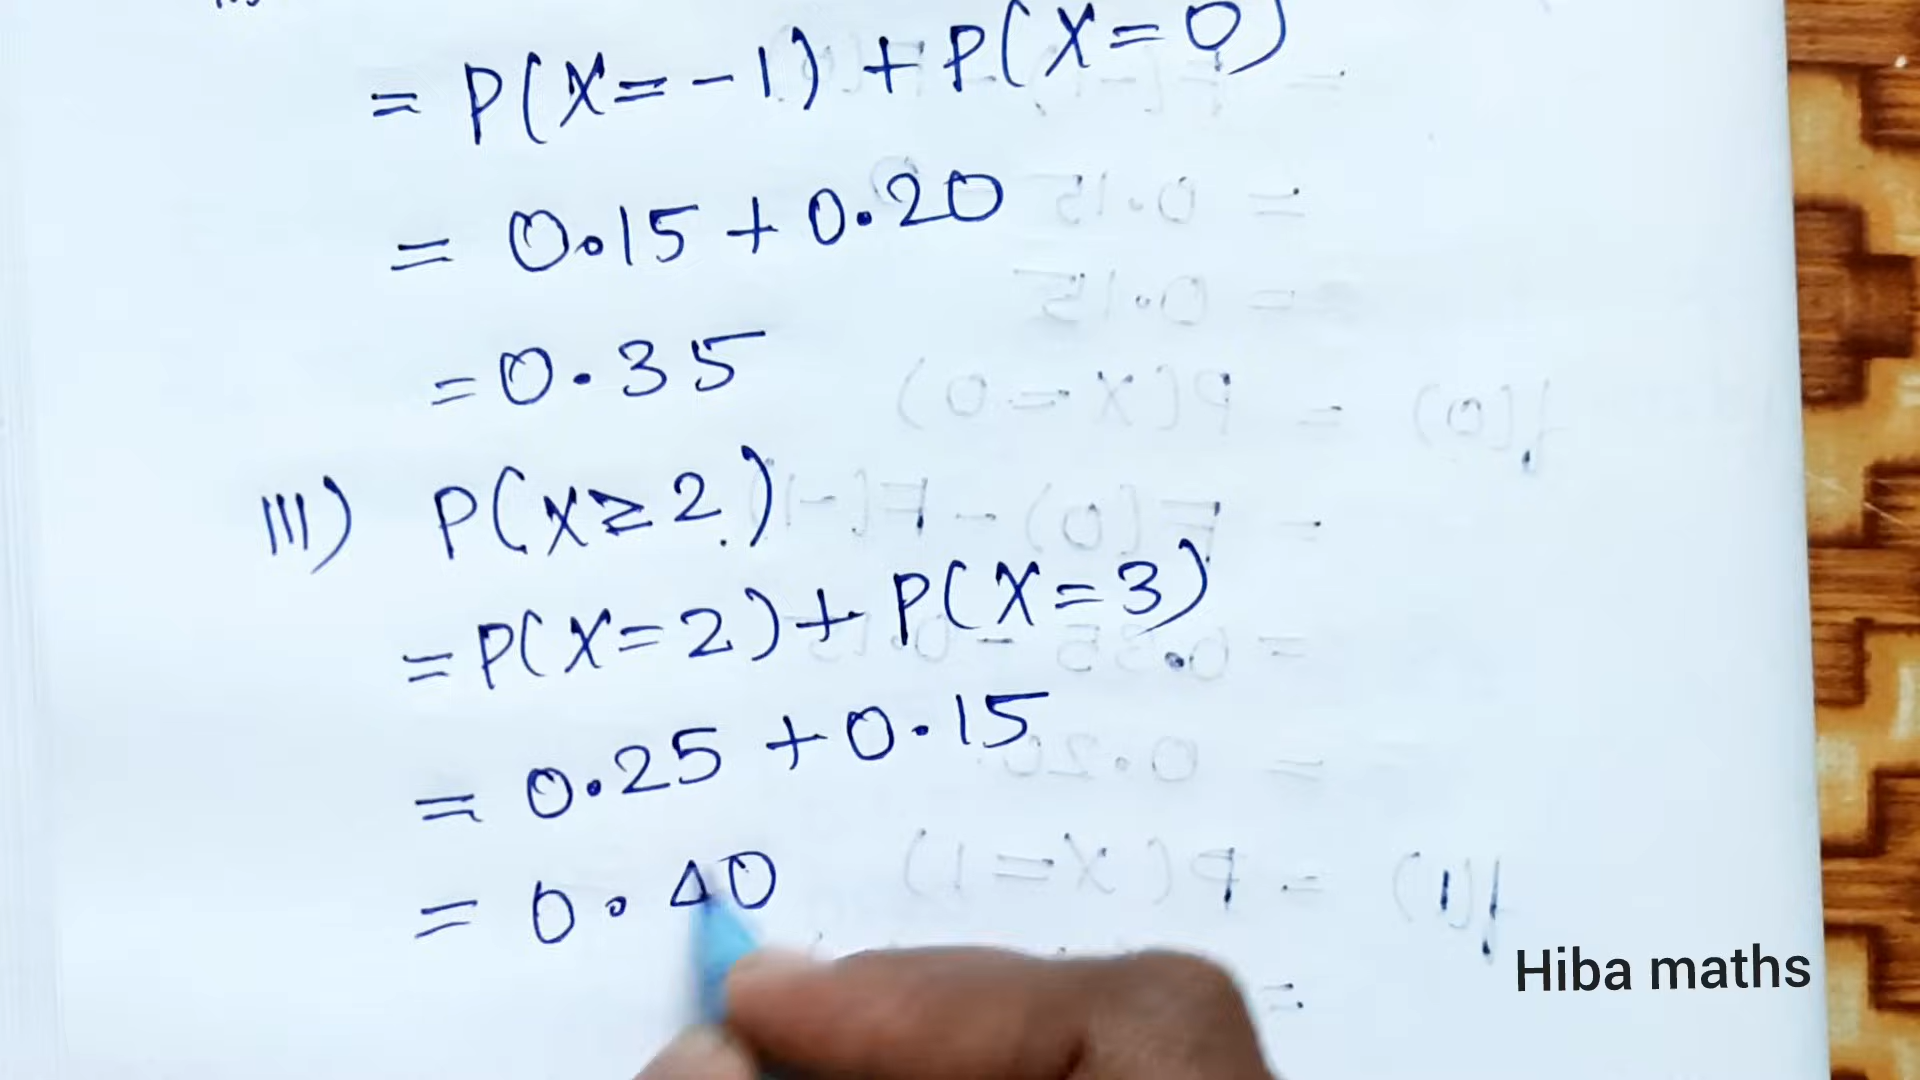 = P(X=-1) + P(X=0)
= 0.15 + 0.20
= 0.35
III) P(X≥2)
= P(X=2) + P(X=3)
= 0.25 + 0.15
= 0.40
Hiba maths